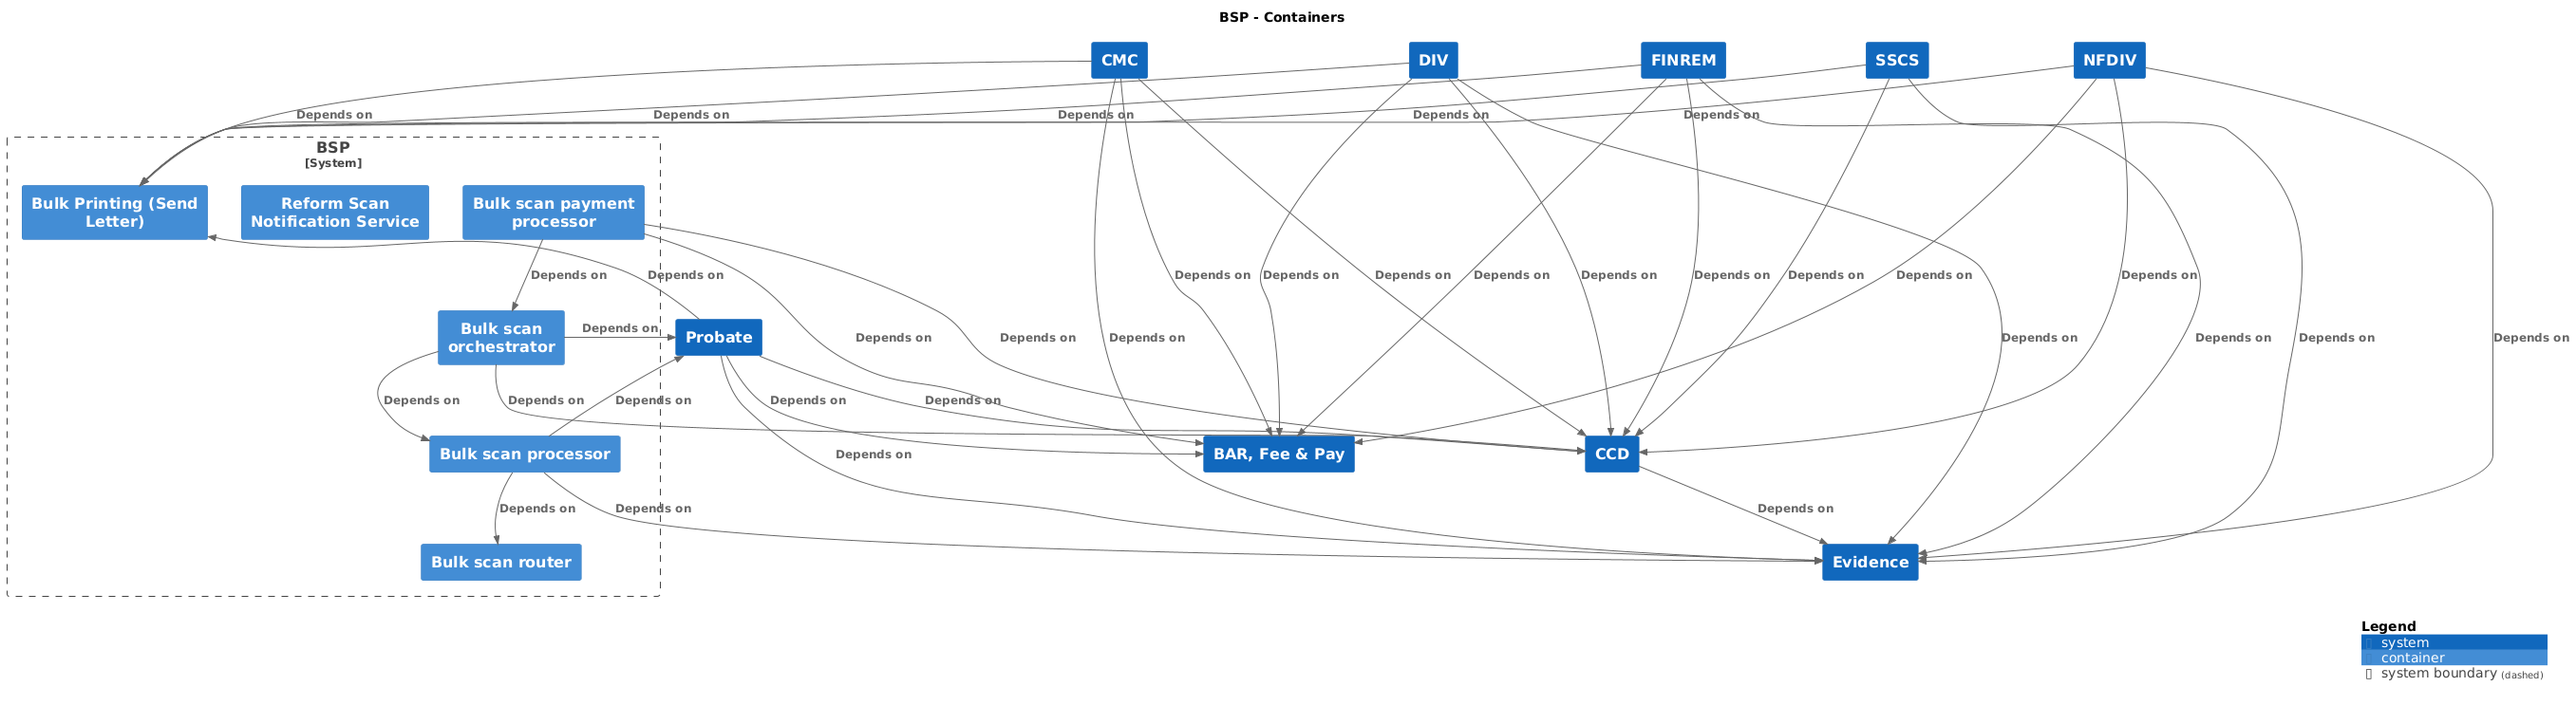 BSP - Containers
CMC
DIV
FINREM
SSCS
NFDIV
Depends on
Depends on
Depends on
Depends on
Depends on
BSP
[System]
Bulk Printing (Send
Letter)
Reform Scan
Notification Service
Bulk scan payment
processor
Depends on
Depends on
Depends on
Depends on
Depends on
Depends on
Depends on
Depends on
Depends on
Depends on
Depends on
Bulk scan
orchestrator
Depends on
Probate
Depends on
Depends on
Depends on
Depends on
Depends on
Depends on
Depends on
Depends on
Depends on
Depends on
Depends on
Depends on
Bulk scan processor
Depends on
BAR, Fee & Pay
CCD
Depends on
Depends on
Depends on
Bulk scan router
Evidence
Legend
system
container
system boundary (dashed)